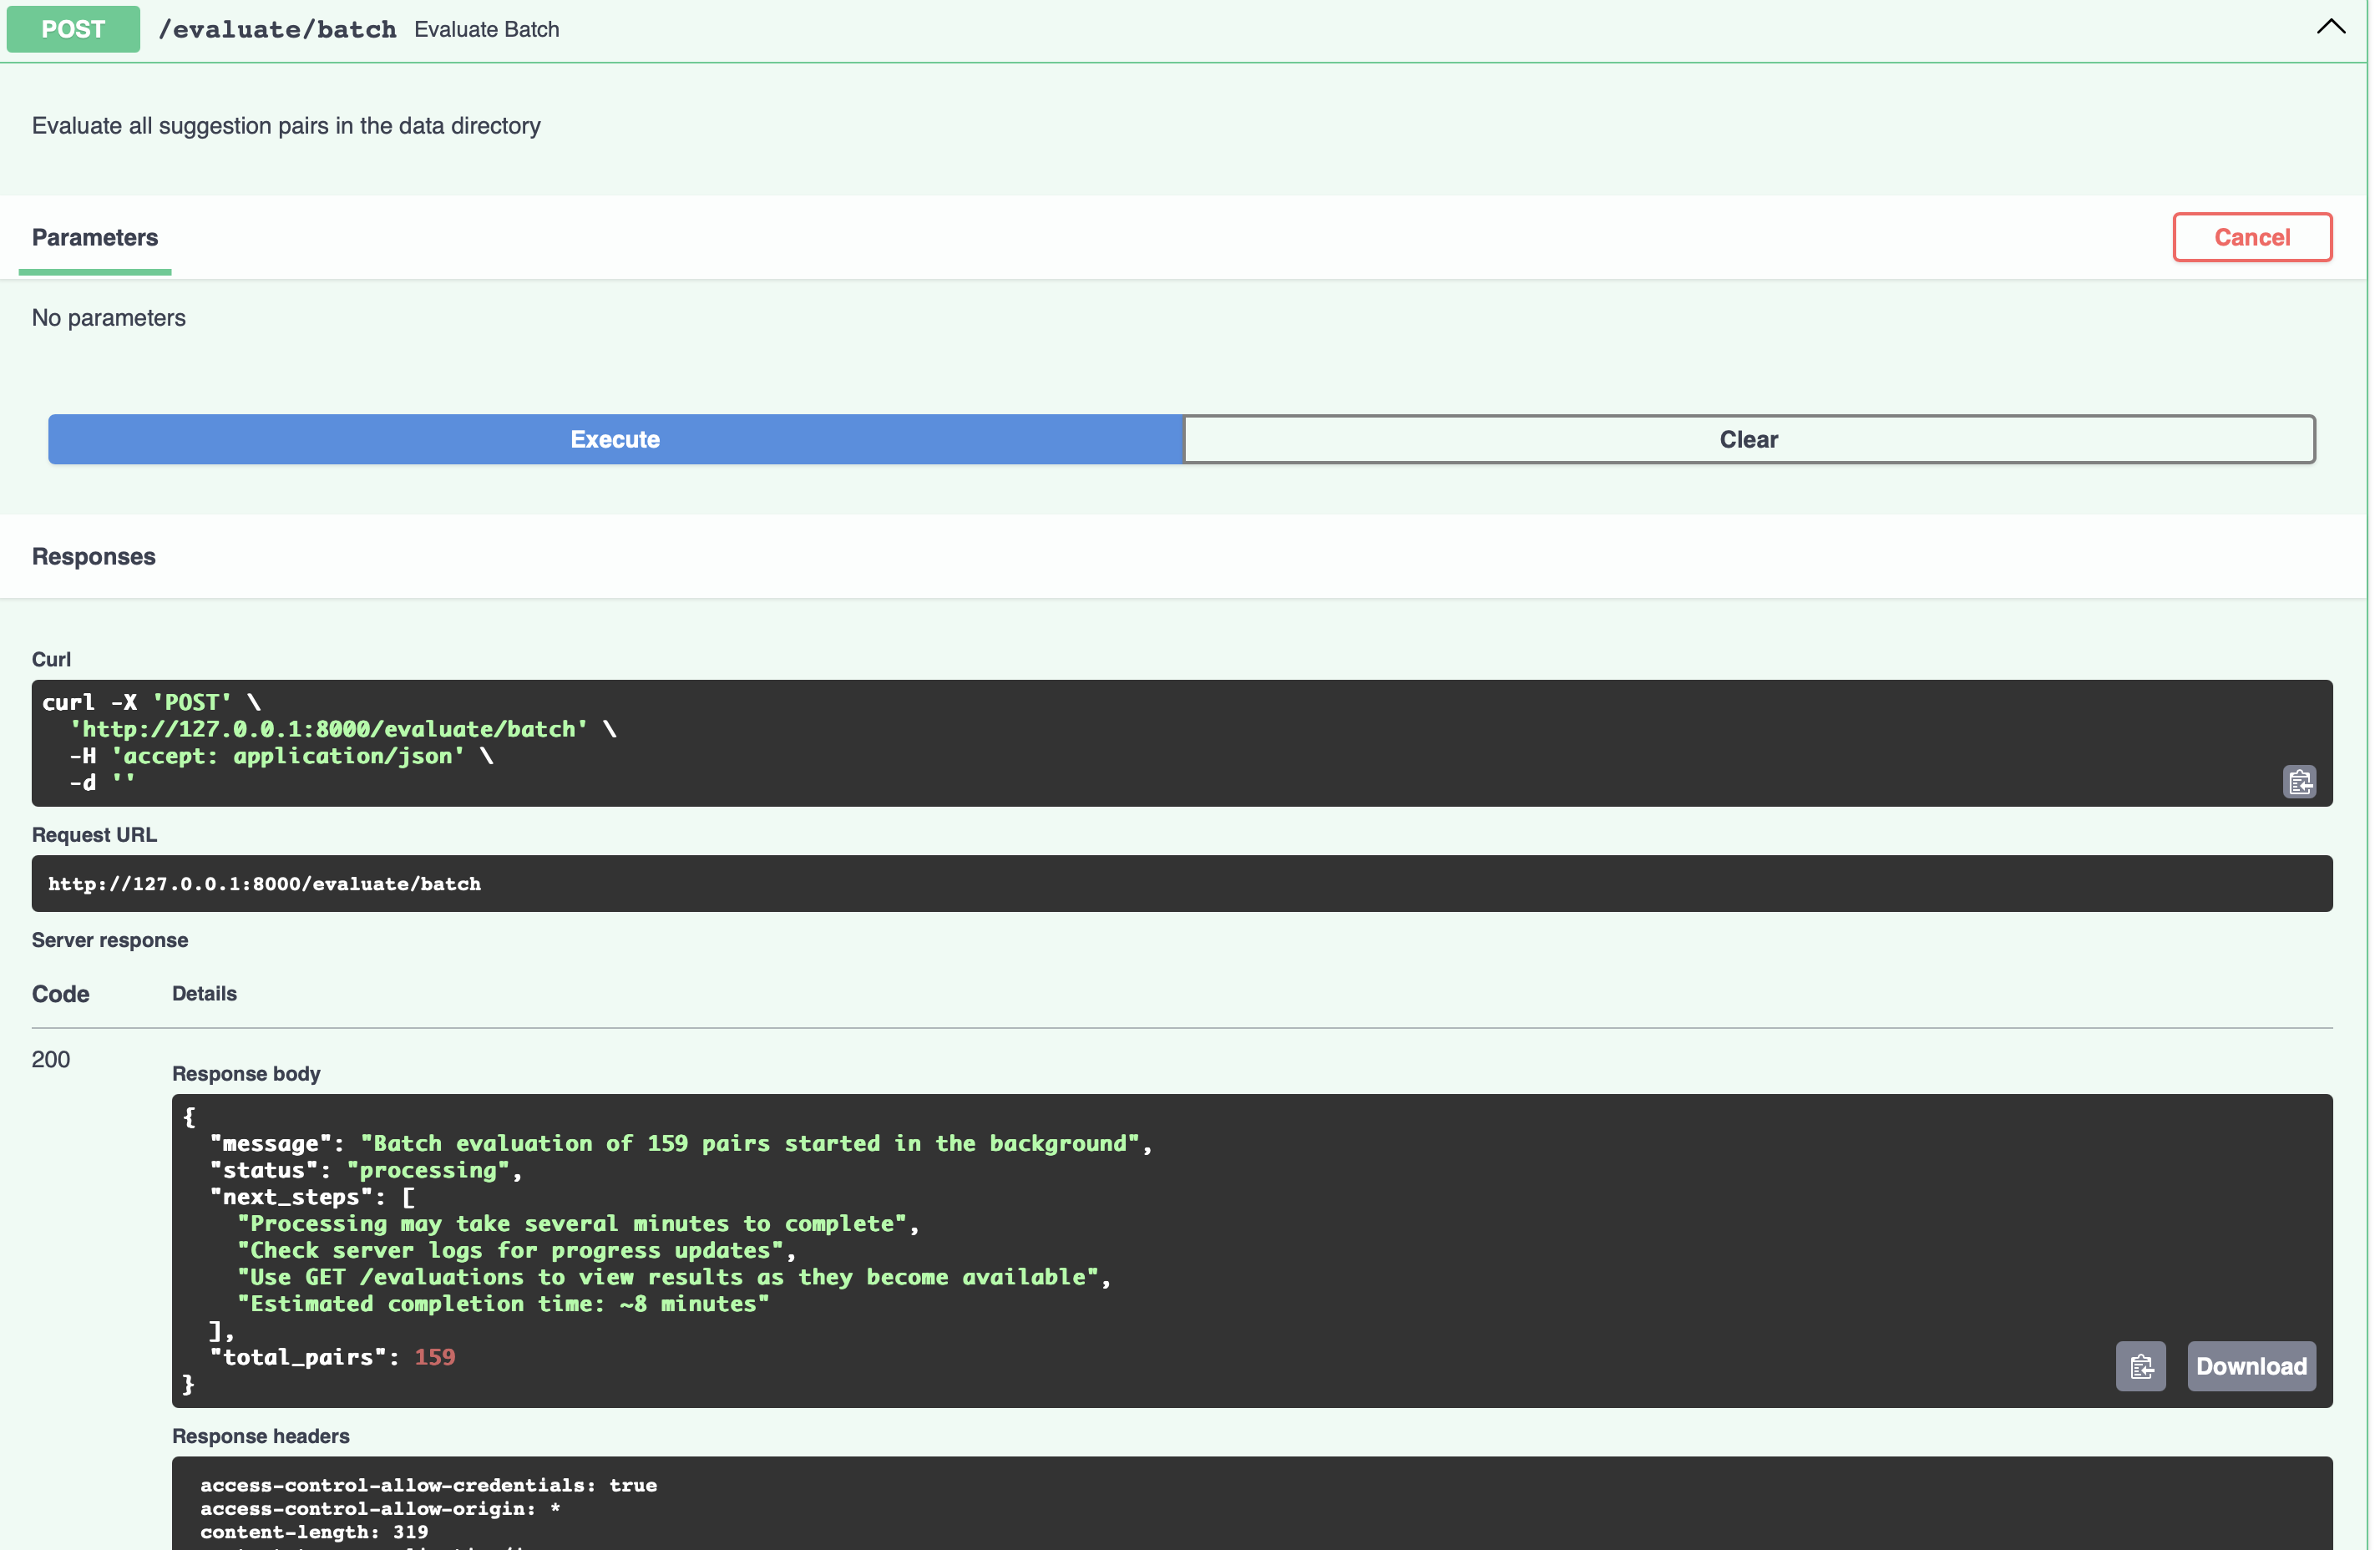 POST /evaluate/batch Evaluate Batch
Evaluate all suggestion pairs in the data directory
Parameters
Cancel
No parameters
Execute
Clear
Responses
Curl
curl -X 'POST' \
  'http://127.0.0.1:8000/evaluate/batch' \
  -H 'accept: application/json' \
  -d ''
Request URL
http://127.0.0.1:8000/evaluate/batch
Server response
Code Details
200
Response body
{
  "message": "Batch evaluation of 159 pairs started in the background",
  "status": "processing",
  "next_steps": [
    "Processing may take several minutes to complete",
    "Check server logs for progress updates",
    "Use GET /evaluations to view results as they become available",
    "Estimated completion time: ~8 minutes"
  ],
  "total_pairs": 159
}
Download
Response headers
access-control-allow-credentials: true
access-control-allow-origin: *
content-length: 319